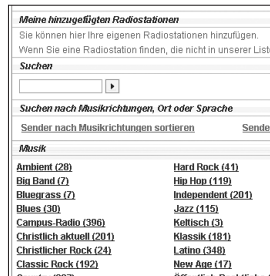 Meine hinzugefügten Radiostationen
Sie können hier Ihre eigenen Radiostationen hinzufügen.
Wenn Sie eine Radiostation finden, die nicht in unserer List
Suchen
Suchen nach Musikrichtungen, Ort oder Sprache
Sender nach Musikrichtungen sortieren Sende
Musik
Ambient (28) Hard Rock (41)
Big Band (7) Hip Hop (119)
Bluegrass (7) Independent (201)
Blues (30) Jazz (115)
Campus-Radio (396) Keltisch (3)
Christlich aktuell (201) Klassik (181)
Christlicher Rock (24) Latino (348)
Classic Rock (192) New Age (17)